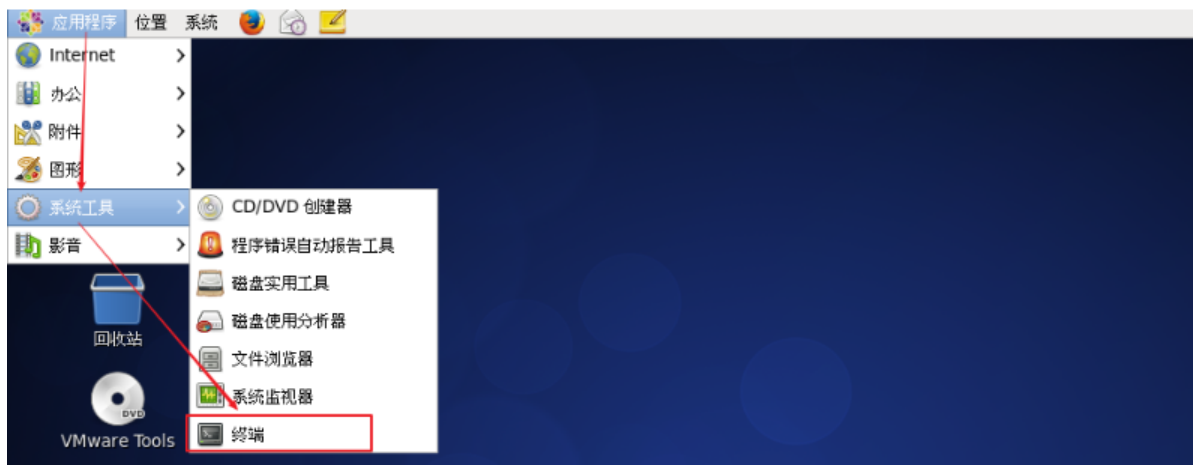 应用程序 位置 系统
Internet
办公
附件
图形
系统工具
影音
CD/DVD 创建器
程序错误自动报告工具
磁盘实用工具
磁盘使用分析器
文件浏览器
系统监视器
终端
回收站
DVD
VMware Tools